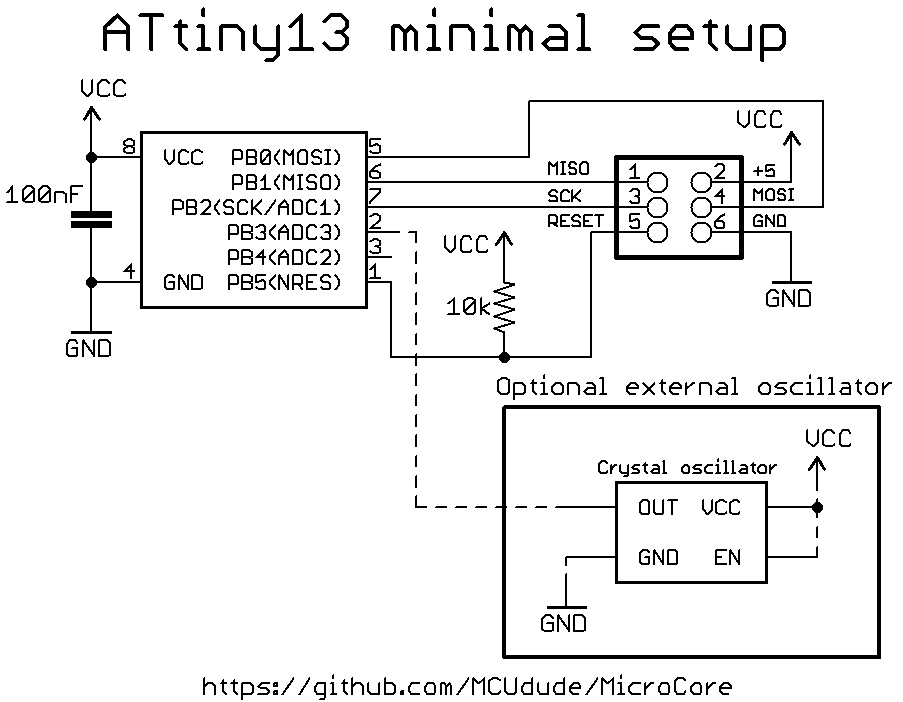 ATtiny13 minimal setup
VCC
VCC
8
VCC PB0(MOSI)
5
PB1(MISO)
6
MISO
1
2
+5
100nF
PB2(SCK/ADC1)
7
SCK
3
4
MOSI
PB3(ADC3)
2
RESET
5
6
GND
PB4(ADC2)
3
VCC
4
GND PB5(NRES)
1
GND
10k
GND
Optional external oscillator
VCC
Crystal oscillator
OUT VCC
GND EN
GND
https://github.com/MCUdude/MicroCore